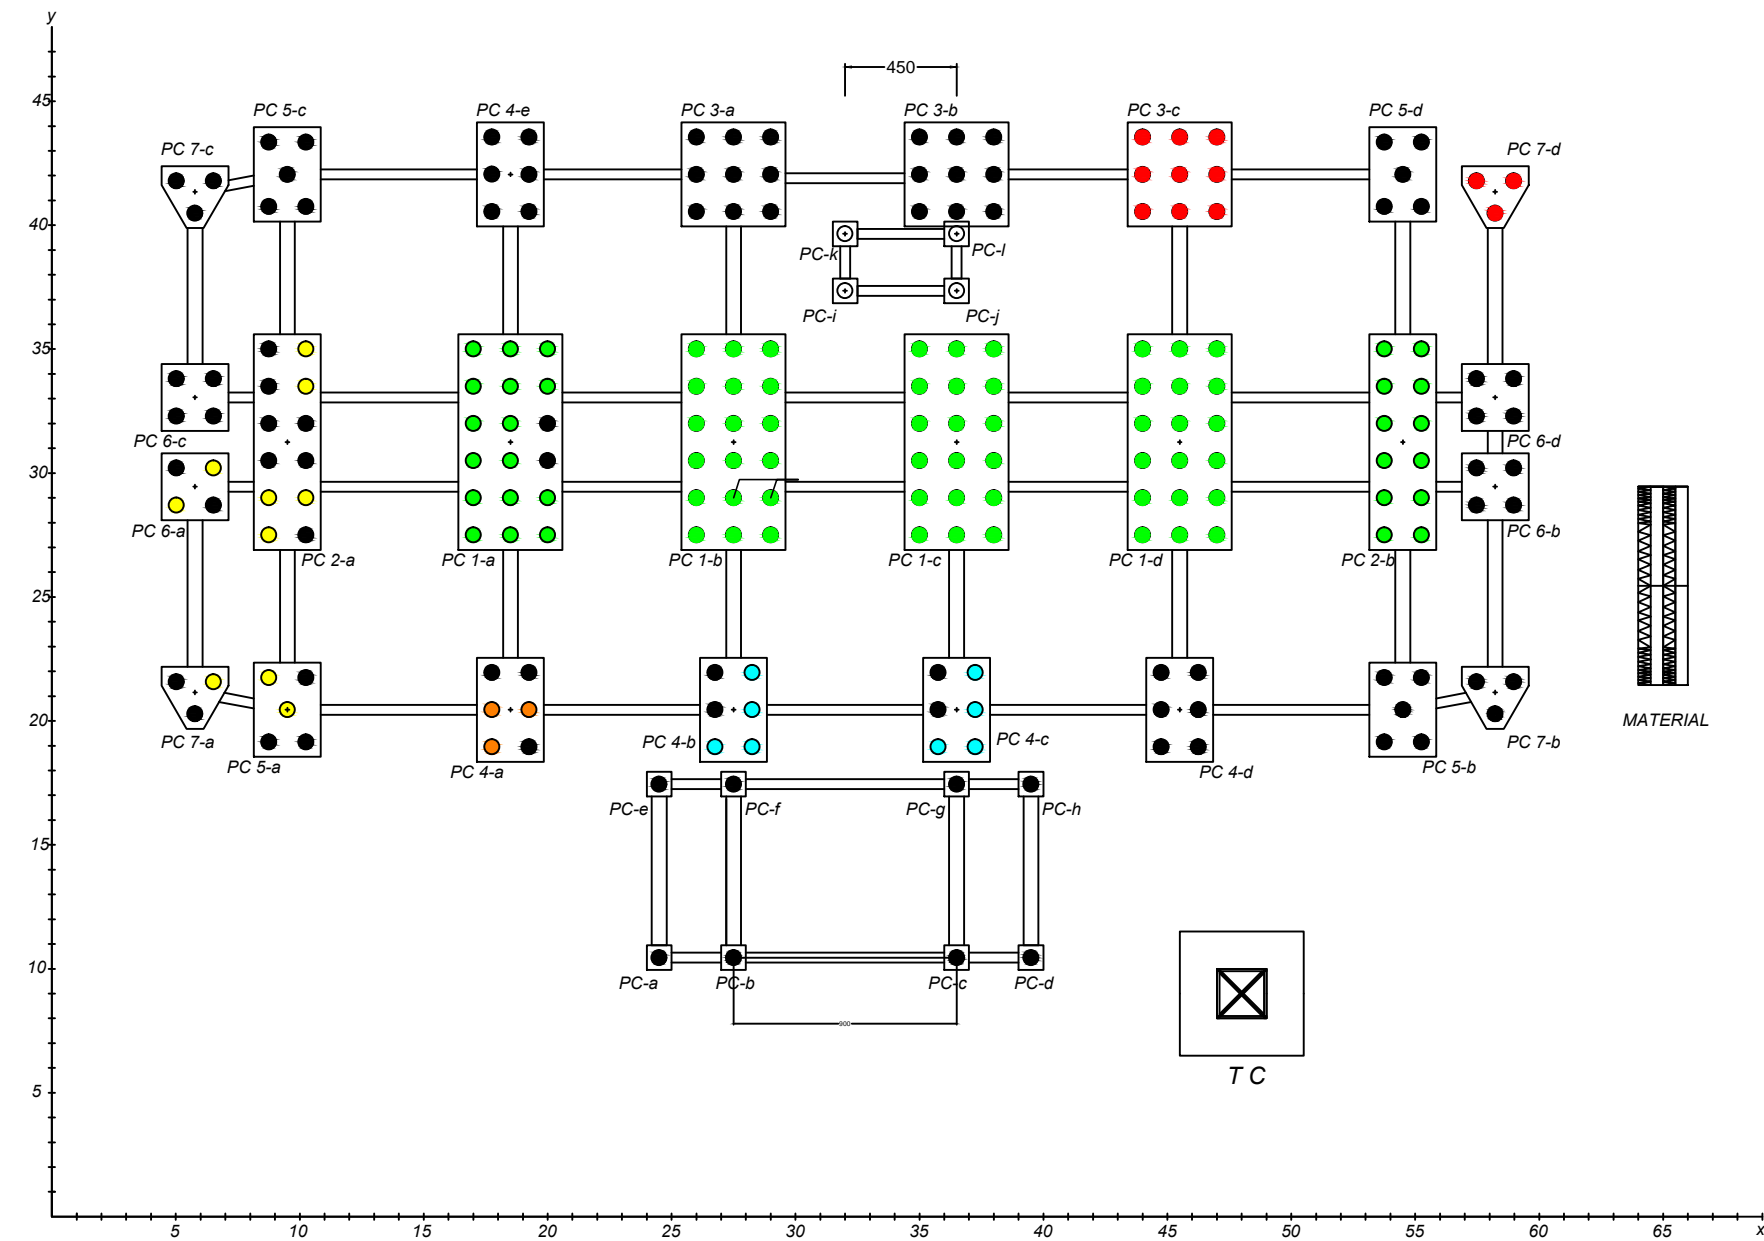 y
450
45
PC 5-c
PC 4-e
PC 3-a
PC 3-b
PC 3-c
PC 5-d
PC 7-c
PC 7-d
40
PC-k
PC-l
PC-i
PC-j
35
PC 6-c
PC 6-d
30
PC 6-a
PC 6-b
PC 2-a
PC 1-a
PC 1-b
PC 1-c
PC 1-d
PC 2-b
25
20
MATERIAL
PC 7-a
PC 4-b
PC 4-c
PC 7-b
PC 5-a
PC 4-a
PC 4-d
PC 5-b
PC-e
PC-f
PC-g
PC-h
15
10
PC-a
PC-b
PC-c
PC-d
900
T C
5
5 10 15 20 25 30 35 40 45 50 55 60 65 x